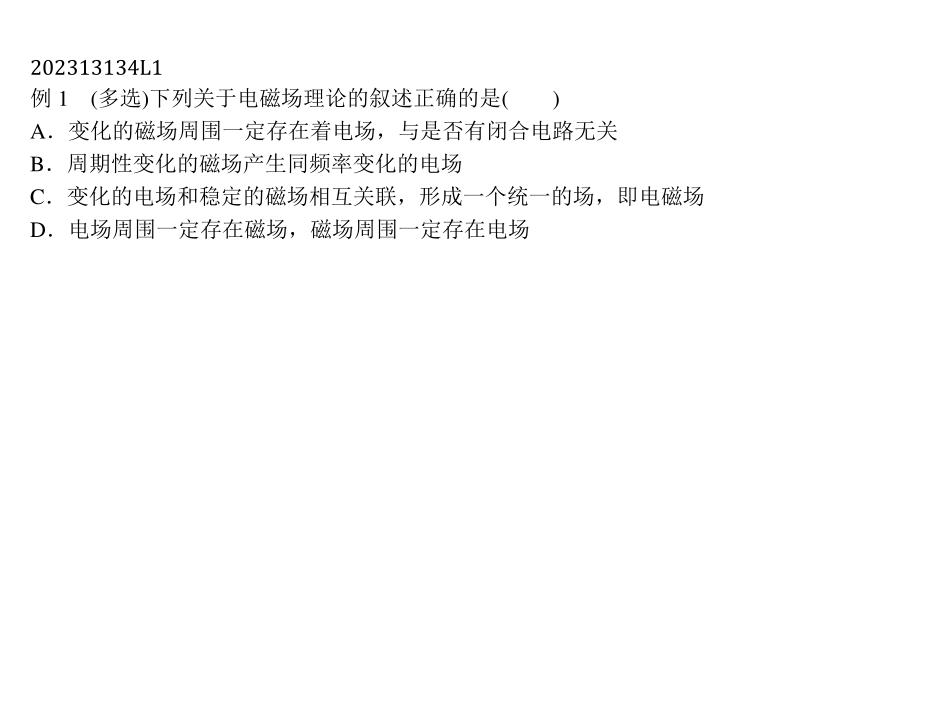 202313134L1
例 1　(多选)下列关于电磁场理论的叙述正确的是(　　)
A．变化的磁场周围一定存在着电场，与是否有闭合电路无关
B．周期性变化的磁场产生同频率变化的电场
C．变化的电场和稳定的磁场相互关联，形成一个统一的场，即电磁场
D．电场周围一定存在磁场，磁场周围一定存在电场